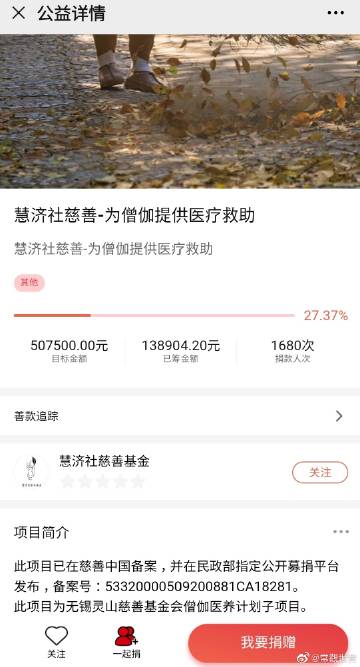 公益详情
慧济社慈善-为僧伽提供医疗救助
慧济社慈善-为僧伽提供医疗救助
其他
27.37%
507500.00元 138904.20元 1680次
目标金额 已筹金额 捐款人次
善款追踪
慧济社慈善基金
关注
项目简介
此项目已在慈善中国备案，并在民政部指定公开募捐平台
发布，备案号：53320000509200881CA18281。
此项目为无锡灵山慈善基金会僧伽医养计划子项目。
关注 一起捐 我要捐赠